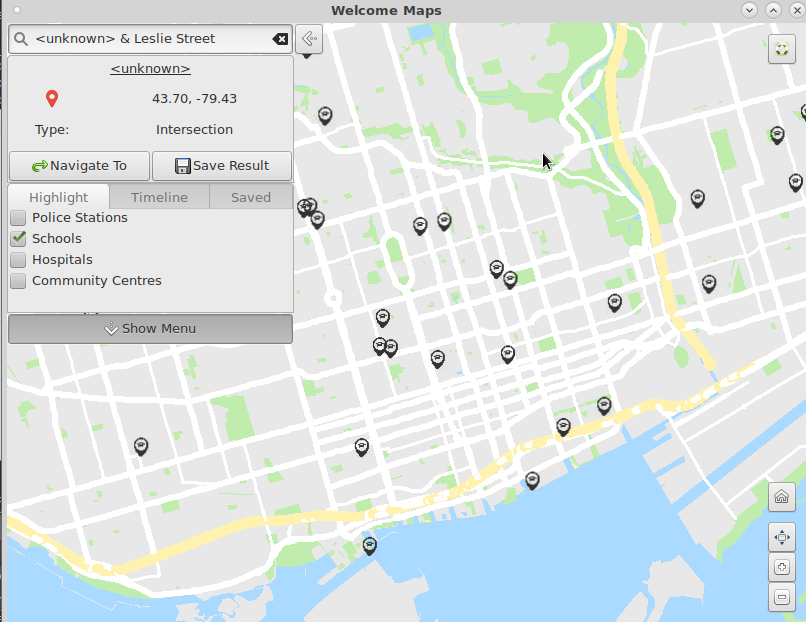 Welcome Maps
<unknown> & Leslie Street
<unknown>
43.70, -79.43
Type: Intersection
Navigate To Save Result
Highlight Timeline Saved
Police Stations
Schools
Hospitals
Community Centres
Show Menu